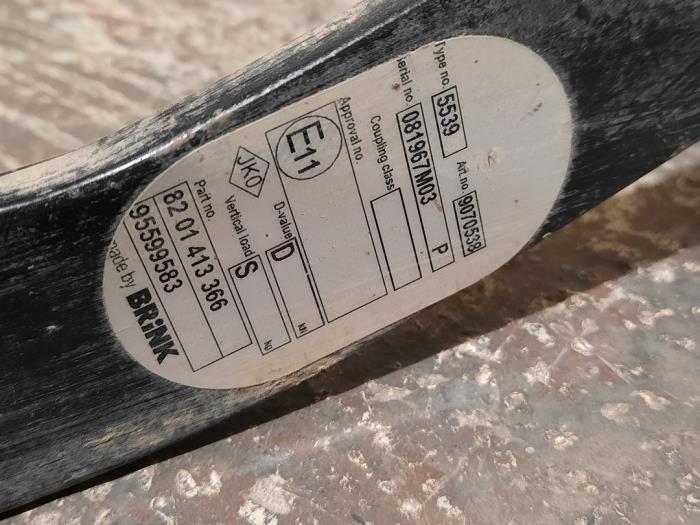 Type no. 5539 Art.no. 9070538
Serial no. 081967M03 P
Coupling class
Approval no.
E11
D-value D kN
JKO
Vertical load S kg
Part no. 82 01 413 366
95599583
made by BRINK